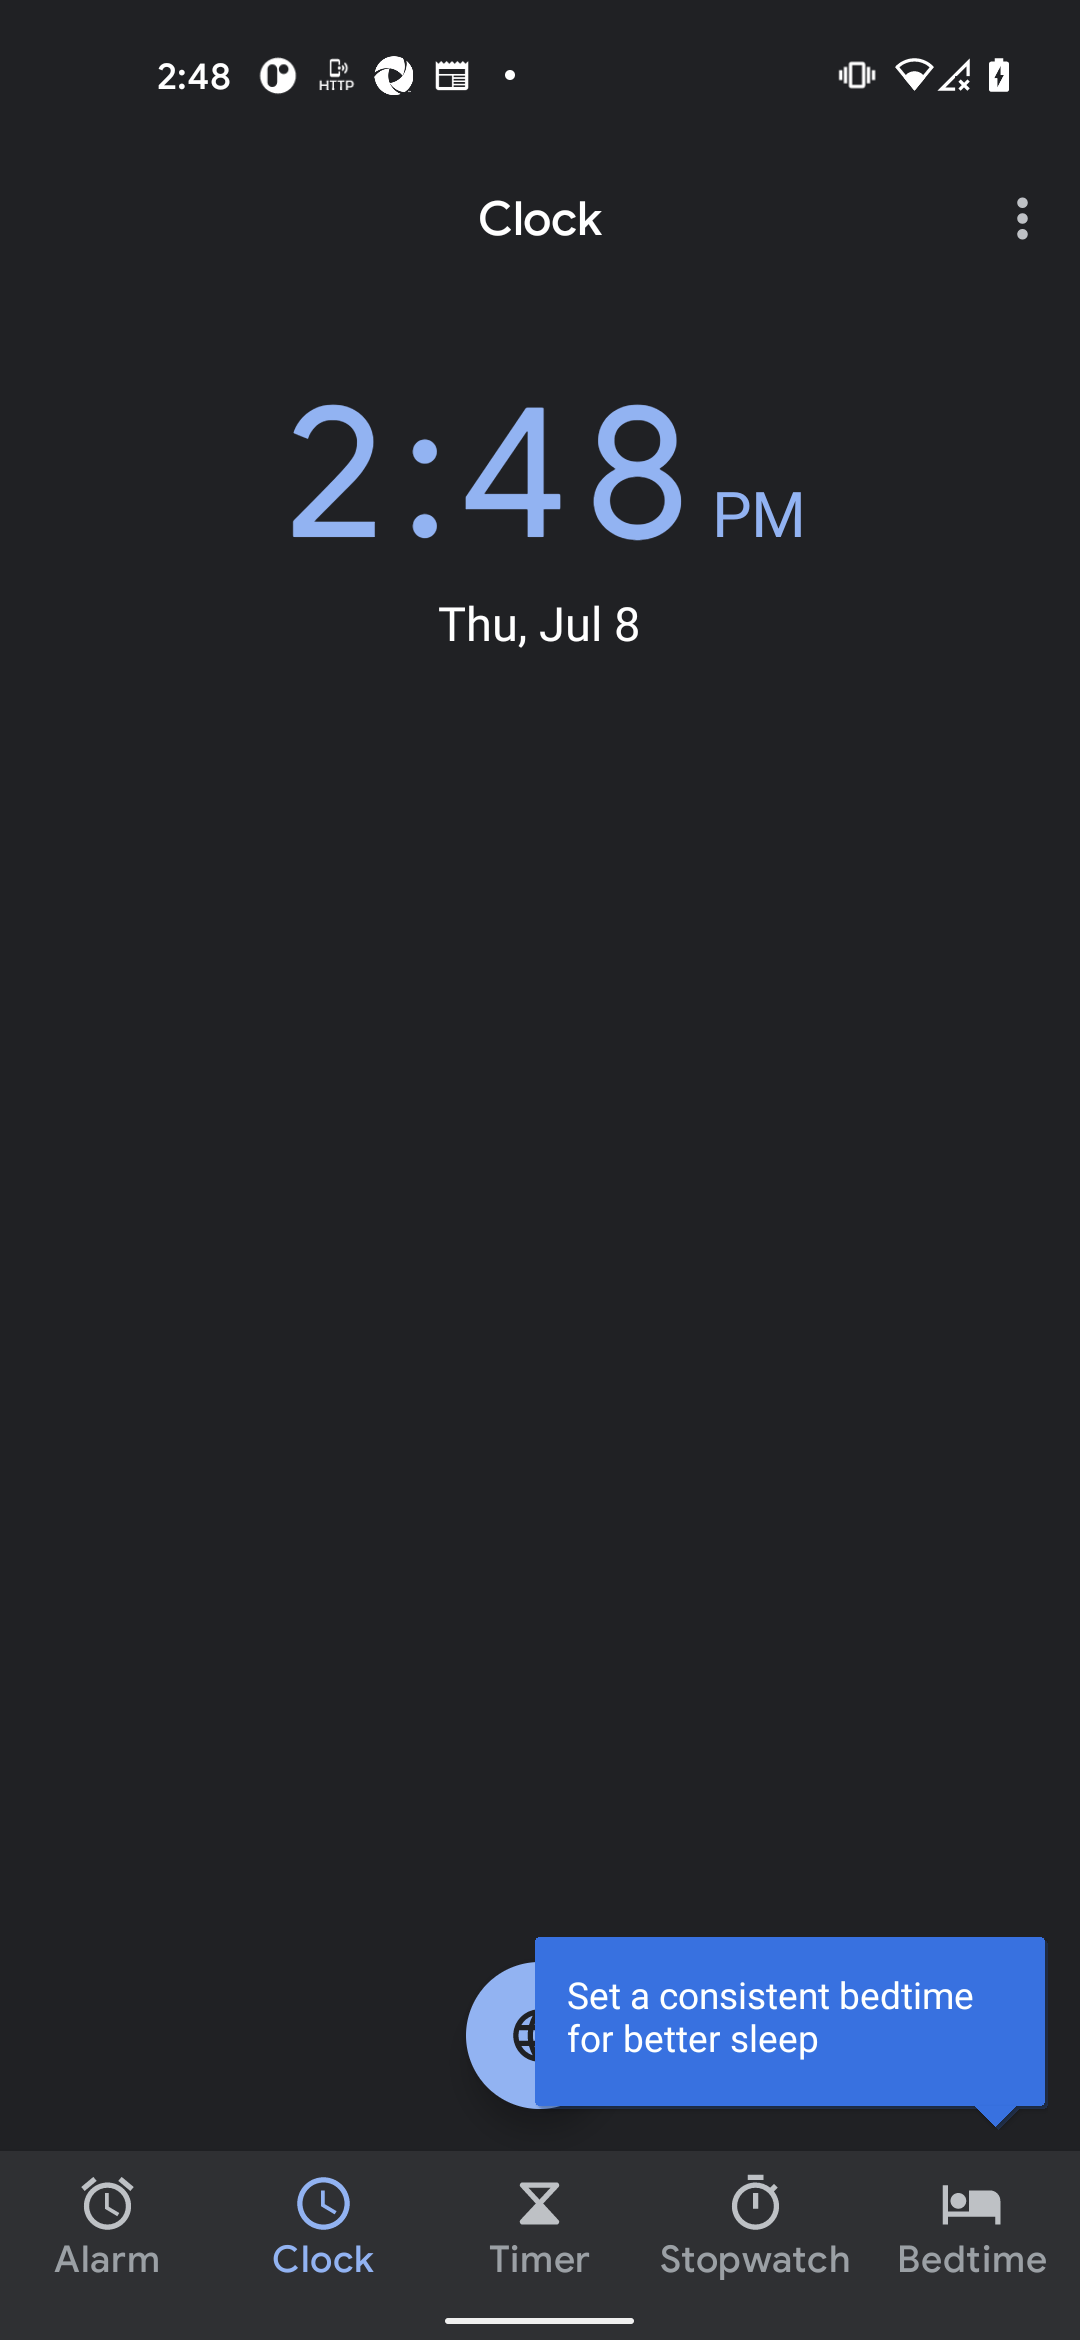 2:48
HTTP
Clock
2:48 PM
Thu, Jul 8
Set a consistent bedtime
for better sleep
Alarm
Clock
Timer
Stopwatch
Bedtime